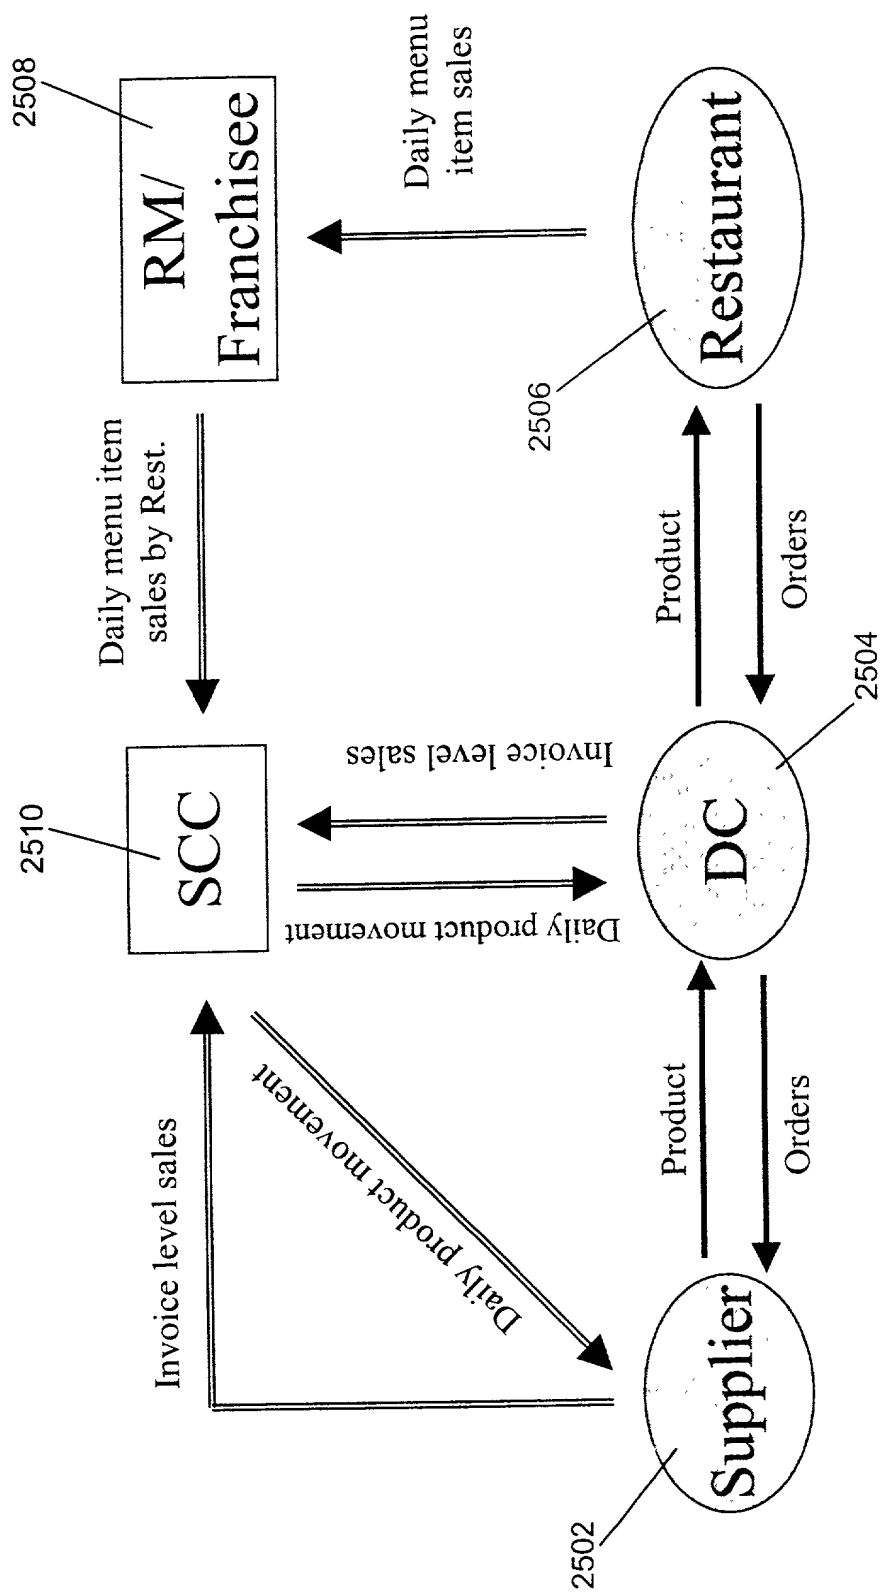 2510
2508
SCC
RM/
Franchisee
Invoice level sales
Daily menu item
sales by Rest.
Daily product movement
Daily product movement
Invoice level sales
Daily menu
item sales
2502
Supplier
Product
Orders
DC
2504
Product
Orders
2506
Restaurant